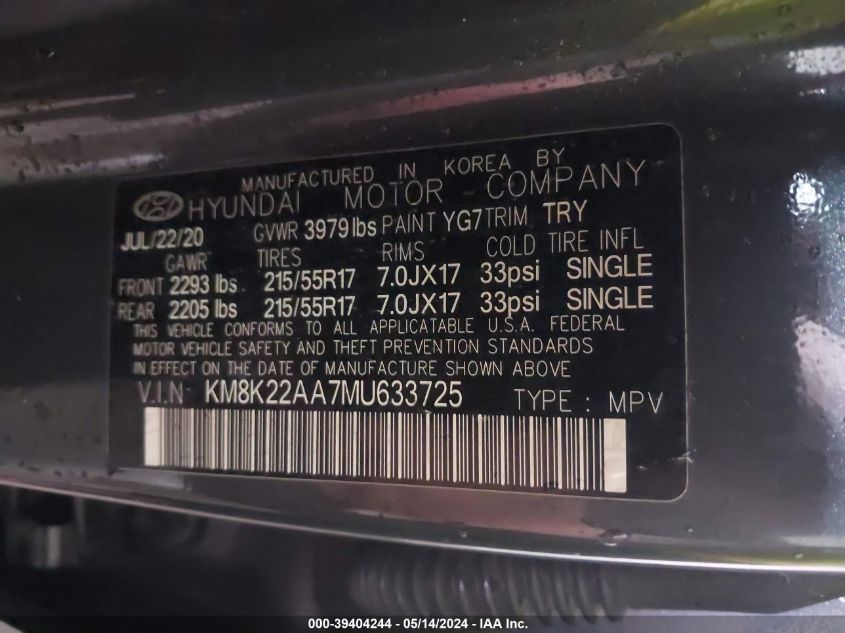 MANUFACTURED IN KOREA BY
HYUNDAI MOTOR COMPANY
JUL/22/20 GVWR 3979 lbs PAINT YG7 TRIM TRY
GAWR TIRES RIMS COLD TIRE INFL
FRONT 2293 lbs 215/55R17 7.0JX17 33psi SINGLE
REAR 2205 lbs 215/55R17 7.0JX17 33psi SINGLE
THIS VEHICLE CONFORMS TO ALL APPLICATABLE U.S.A. FEDERAL
MOTOR VEHICLE SAFETY AND THEFT PREVENTION STANDARDS
IN EFFECT ON THE DATE OF MANUFACTURE SHOWN ABOVE
V.I.N KM8K22AA7MU633725 TYPE : MPV
000-39404244 - 05/14/2024 - IAA Inc.